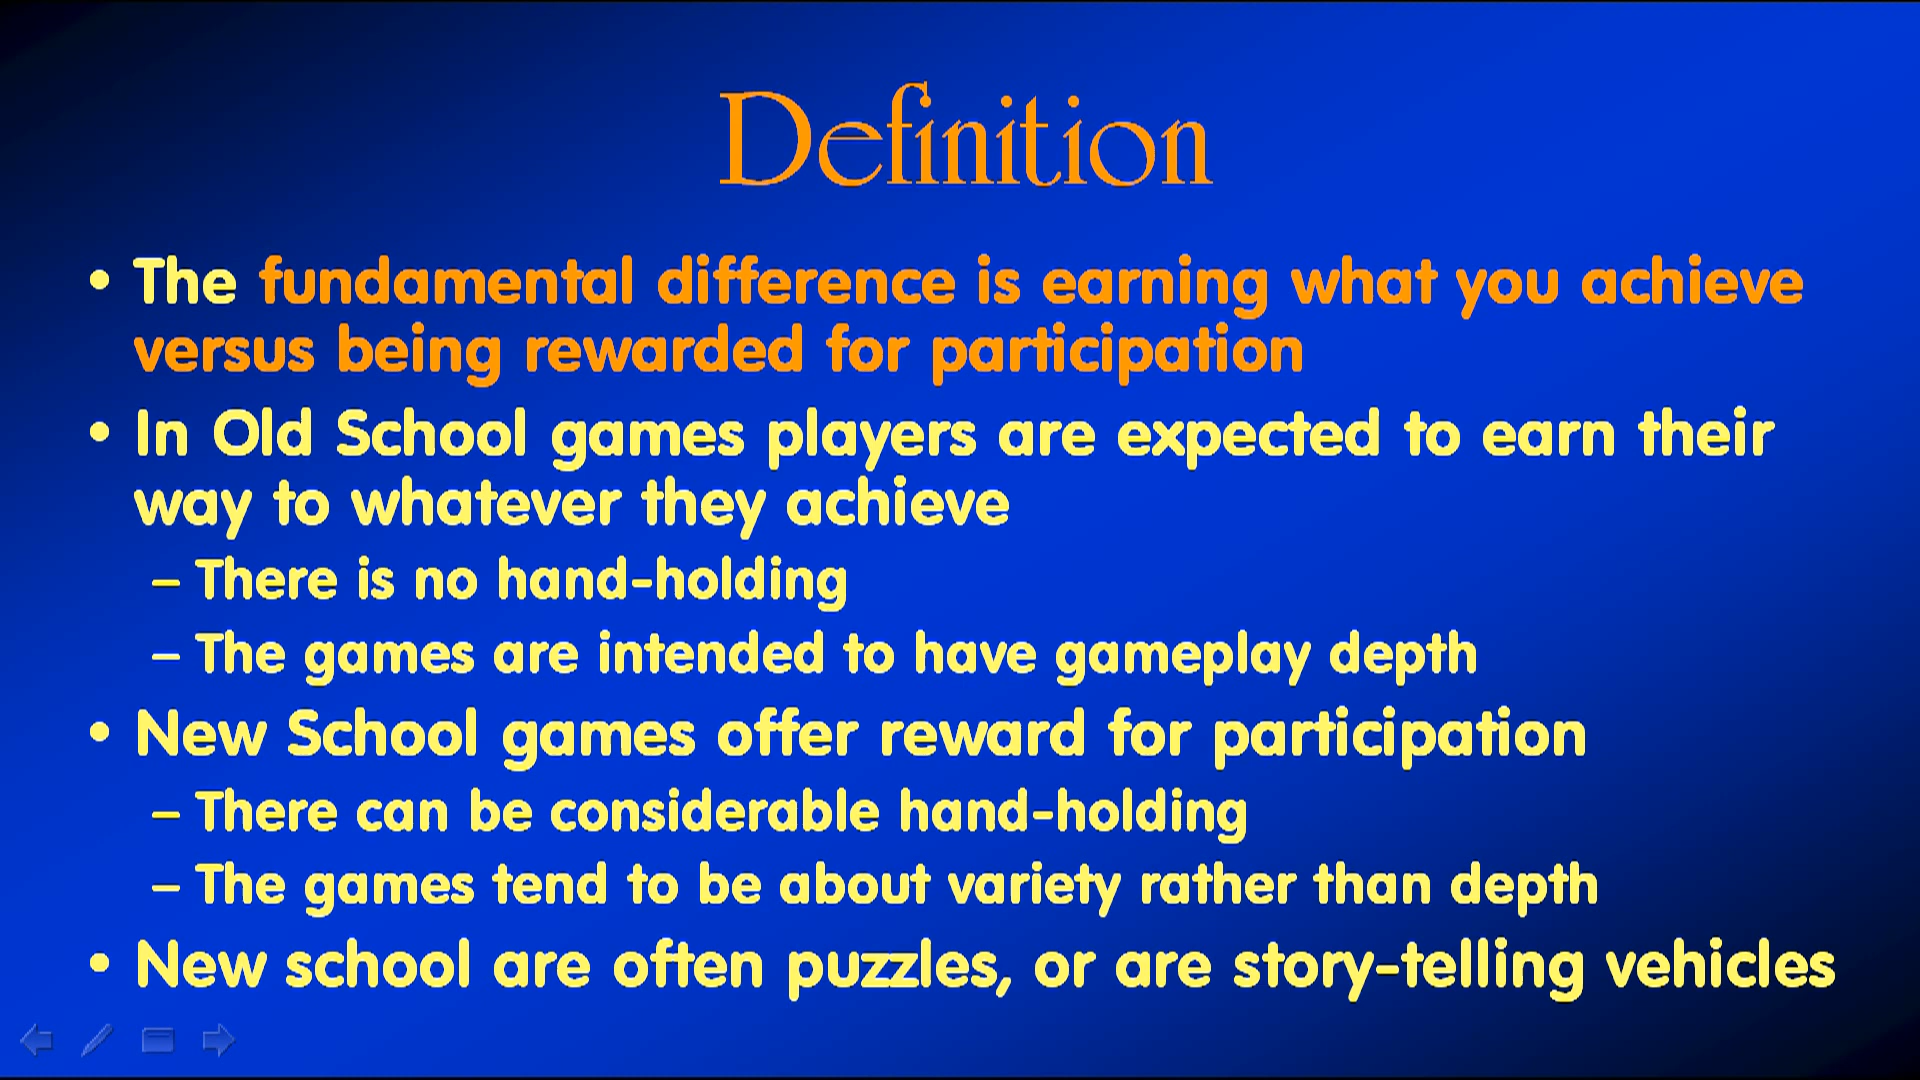 Definition
• The fundamental difference is earning what you achieve
versus being rewarded for participation
• In Old School games players are expected to earn their
way to whatever they achieve
– There is no hand-holding
– The games are intended to have gameplay depth
• New School games offer reward for participation
– There can be considerable hand-holding
– The games tend to be about variety rather than depth
• New school are often puzzles, or are story-telling vehicles